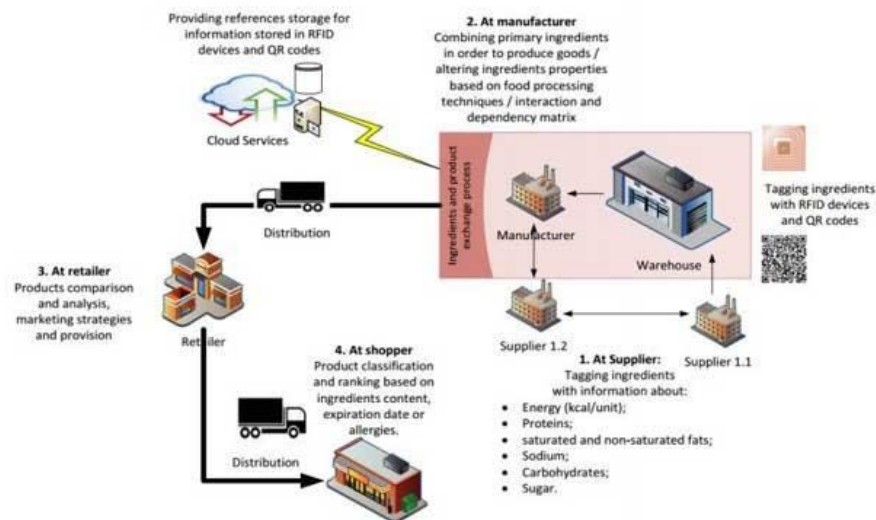 Providing references storage for
information stored in RFID
devices and QR codes
Cloud Services
2. At manufacturer
Combining primary ingredients
in order to produce goods /
altering ingredients properties
based on food processing
techniques / interaction and
dependency matrix
Ingredients and product
exchange process
Manufacturer
Warehouse
Tagging ingredients
with RFID devices
and QR codes
Distribution
3. At retailer
Products comparison
and analysis,
marketing strategies
and provision
Retailer
Supplier 1.2
Supplier 1.1
1. At Supplier:
Tagging ingredients
with information about:
• Energy (kcal/unit);
• Proteins;
• saturated and non-saturated fats;
• Sodium;
• Carbohydrates;
• Sugar.
4. At shopper
Product classification
and ranking based on
ingredients content,
expiration date or
allergies.
Distribution